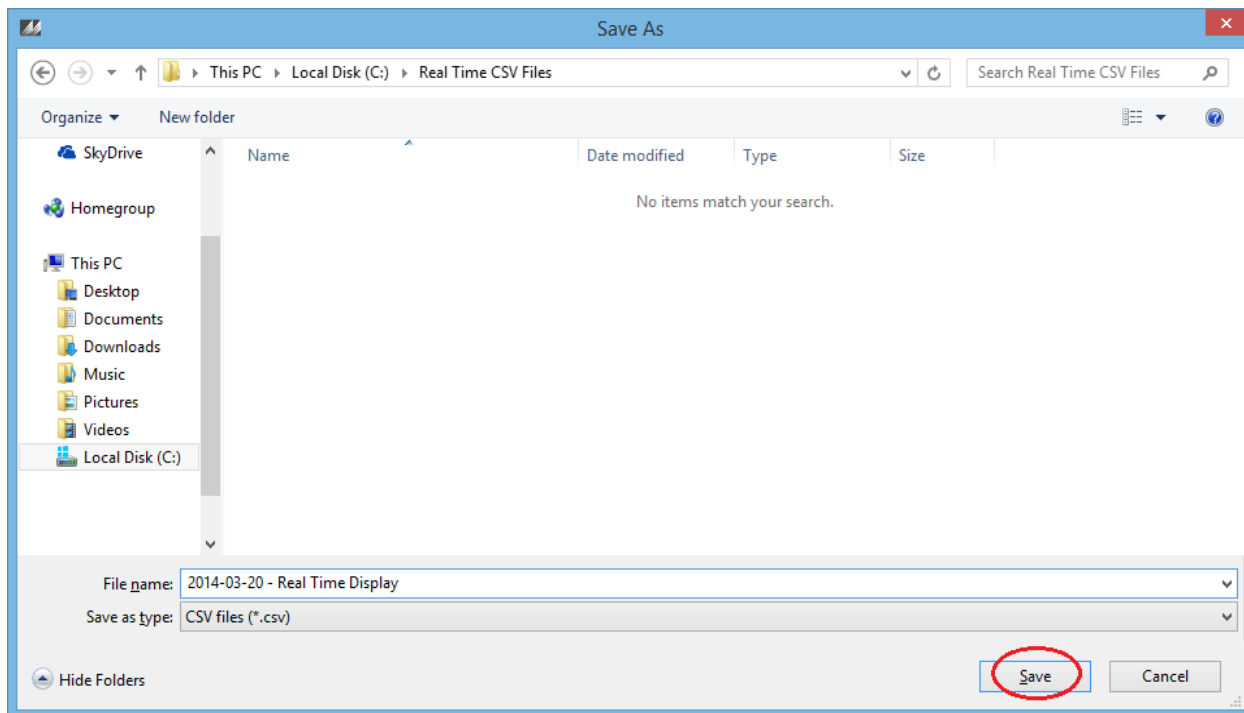 Save As
This PC Local Disk (C:) Real Time CSV Files
Search Real Time CSV Files
Organize New folder
SkyDrive
Homegroup
This PC
Desktop
Documents
Downloads
Music
Pictures
Videos
Local Disk (C:)
Name Date modified Type Size
No items match your search.
File name: 2014-03-20 - Real Time Display
Save as type: CSV files (*.csv)
Hide Folders
Save Cancel